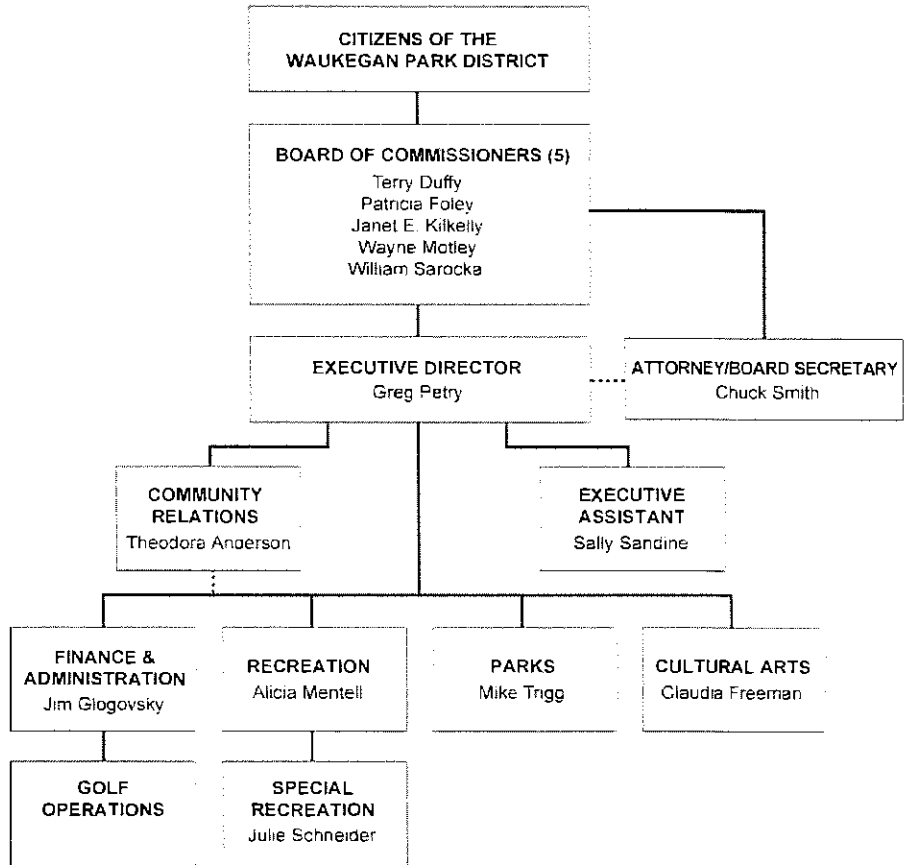 CITIZENS OF THE
WAUKEGAN PARK DISTRICT
BOARD OF COMMISSIONERS (5)
Terry Duffy
Patricia Foley
Janet E. Kilkelly
Wayne Motley
William Sarocka
EXECUTIVE DIRECTOR
Greg Petry
ATTORNEY/BOARD SECRETARY
Chuck Smith
COMMUNITY
RELATIONS
Theodora Anderson
EXECUTIVE
ASSISTANT
Sally Sandine
FINANCE &
ADMINISTRATION
Jim Glogovsky
RECREATION
Alicia Mentell
PARKS
Mike Trigg
CULTURAL ARTS
Claudia Freeman
GOLF
OPERATIONS
SPECIAL
RECREATION
Julie Schneider